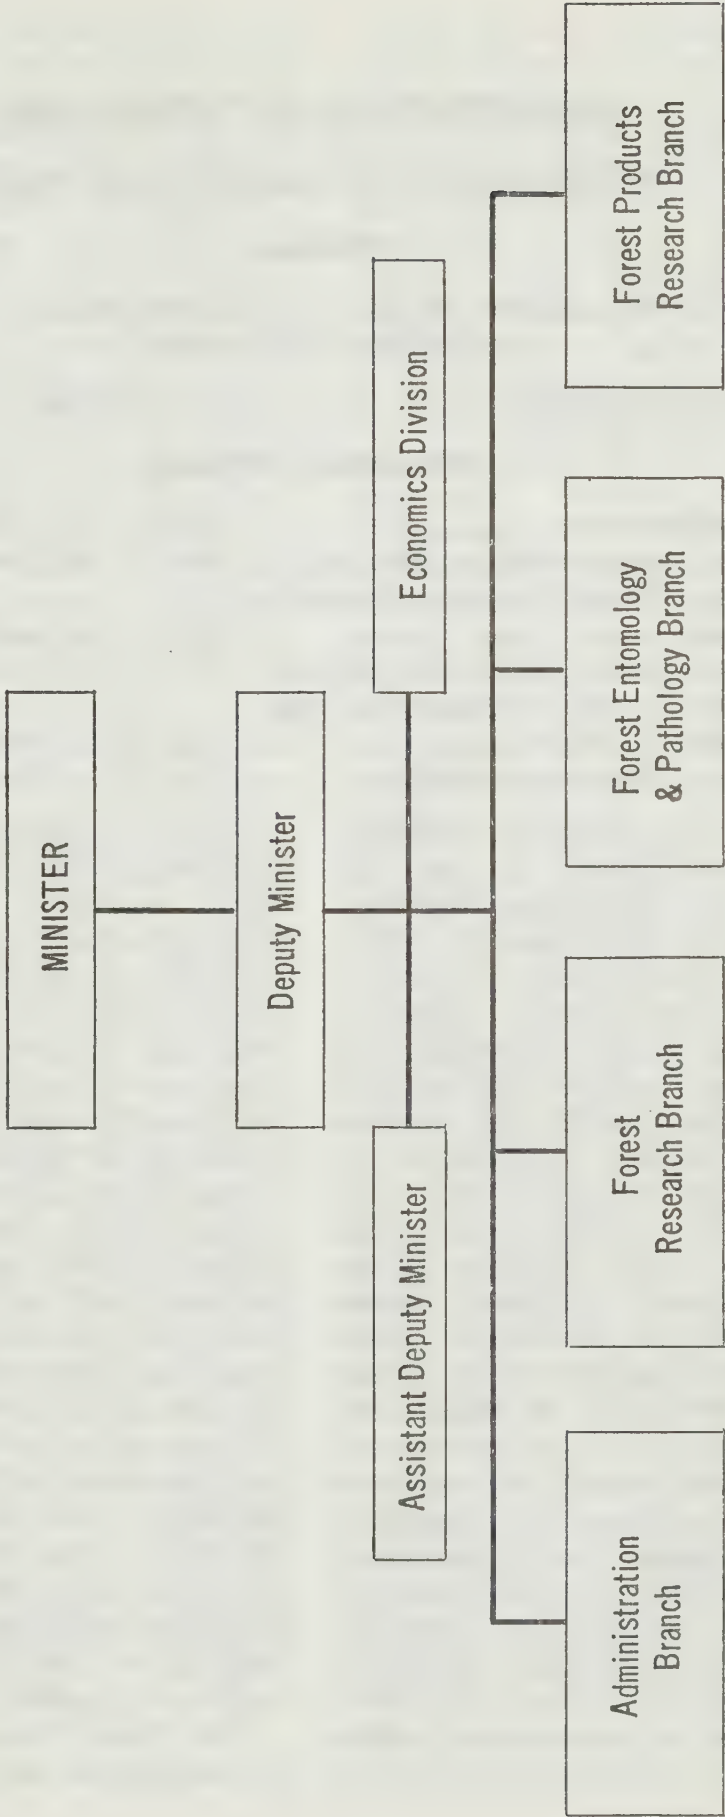 MINISTER
Deputy Minister
Assistant Deputy Minister
Economics Division
Administration
Branch
Forest
Research Branch
Forest Entomology
& Pathology Branch
Forest Products
Research Branch